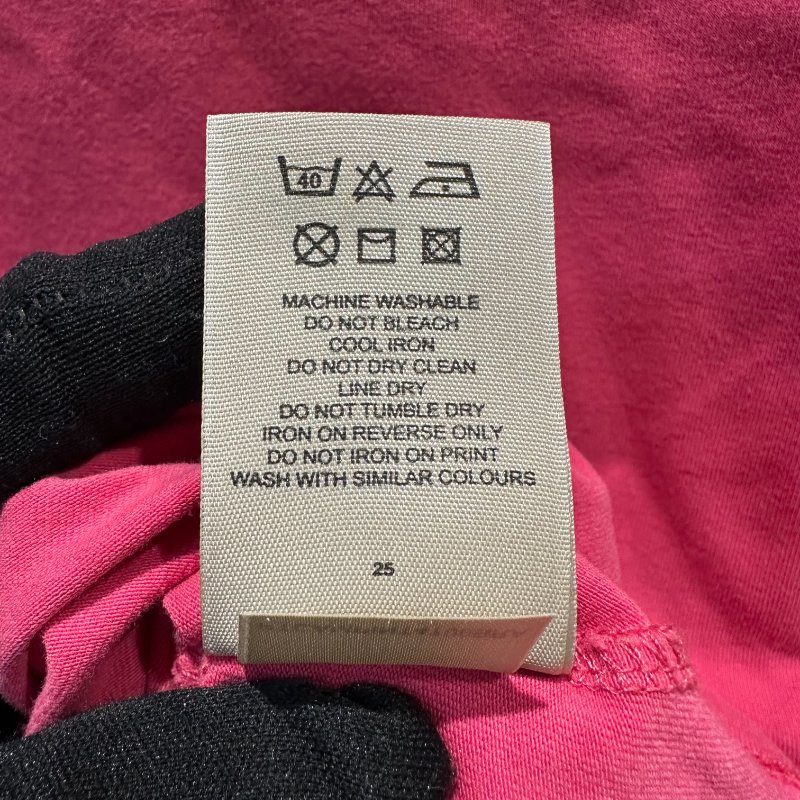 40
MACHINE WASHABLE
DO NOT BLEACH
COOL IRON
DO NOT DRY CLEAN
LINE DRY
DO NOT TUMBLE DRY
IRON ON REVERSE ONLY
DO NOT IRON ON PRINT
WASH WITH SIMILAR COLOURS
25